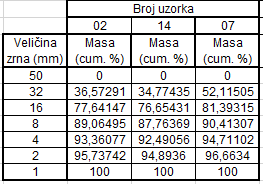 Broj uzorka
02 14 07
Veličina zrna (mm) Masa (cum. %) Masa (cum. %) Masa (cum. %)
50 0 0 0
32 36,57291 34,77435 52,11505
16 77,64147 76,65431 81,39315
8 89,06495 87,76369 90,41307
4 93,36077 92,49056 94,71102
2 95,73742 94,8936 96,6634
1 100 100 100